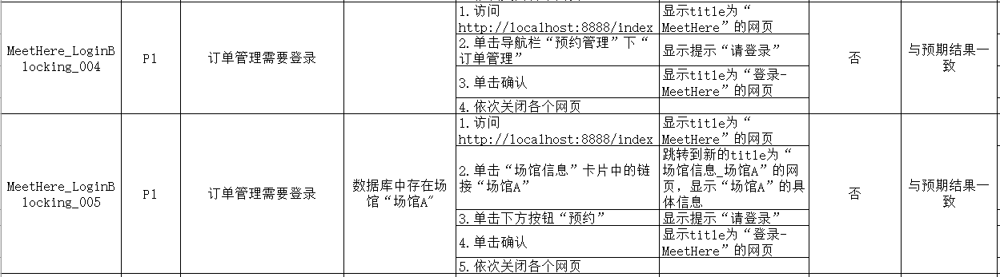 MeetHere_LoginB
locking_004
P1
订单管理需要登录
1.访问
http://localhost:8888/index
显示title为“
MeetHere”的网页
2.单击导航栏“预约管理”下“
订单管理”
显示提示“请登录”
3.单击确认
显示title为“登录-
MeetHere”的网页
4.依次关闭各个网页
否
与预期结果一
致
MeetHere_LoginB
locking_005
P1
订单管理需要登录
数据库中存在场
馆“场馆A"
1.访问
http://localhost:8888/index
显示title为“
MeetHere”的网页
2.单击“场馆信息”卡片中的链
接“场馆A”
跳转到新的title为“
场馆信息_场馆A”的网
页，显示“场馆A”的具
体信息
3.单击下方按钮“预约”
显示提示“请登录”
4.单击确认
显示title为“登录-
MeetHere”的网页
5.依次关闭各个网页
否
与预期结果一
致